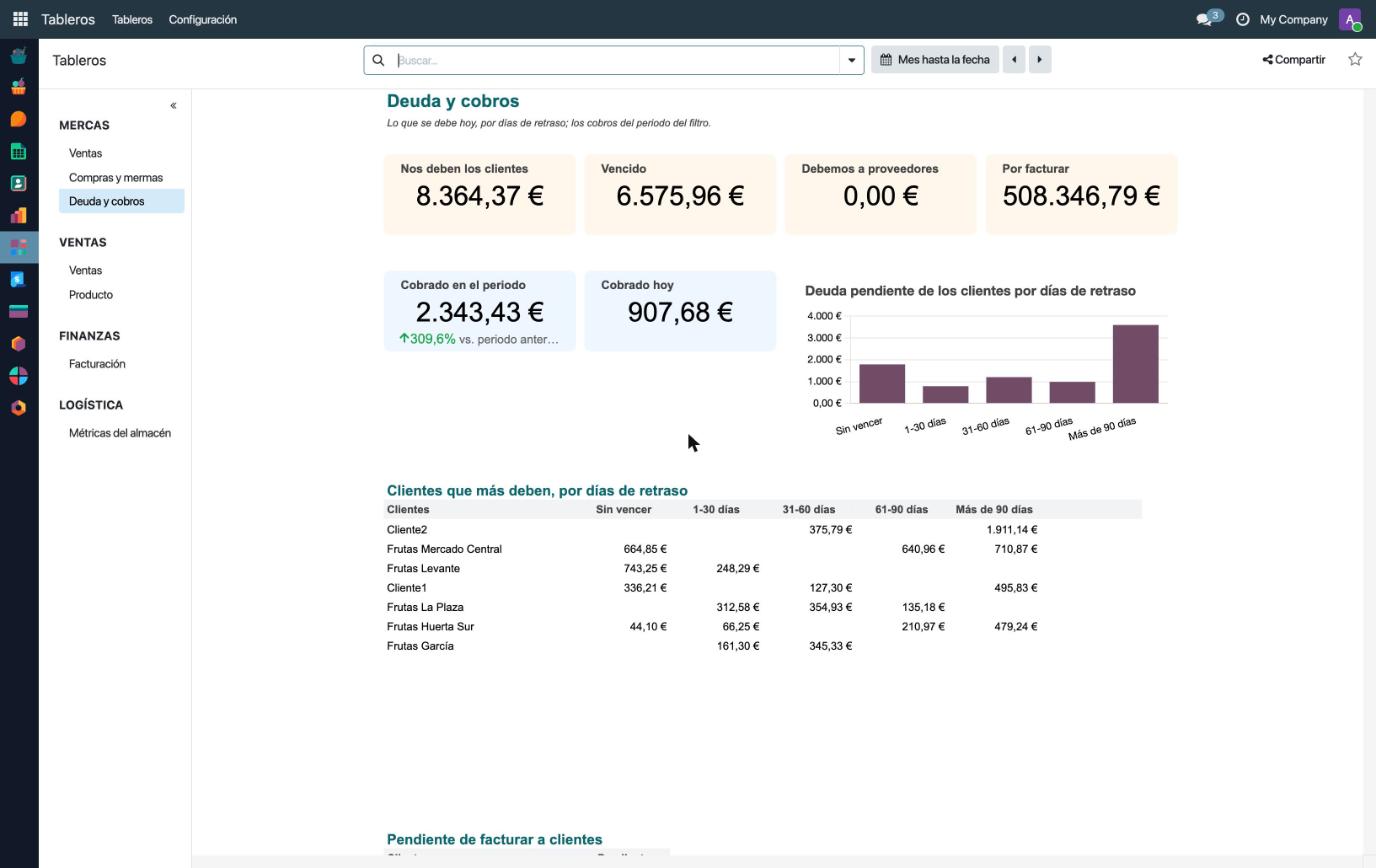 Tableros Tableros Configuración 3 My Company A
Tableros Buscar... Mes hasta la fecha Compartir
«
MERCAS
Ventas
Compras y mermas
Deuda y cobros
VENTAS
Ventas
Producto
FINANZAS
Facturación
LOGÍSTICA
Métricas del almacén
Deuda y cobros
Lo que se debe hoy, por días de retraso; los cobros del periodo del filtro.
Nos deben los clientes
8.364,37 €
Vencido
6.575,96 €
Debemos a proveedores
0,00 €
Por facturar
508.346,79 €
Cobrado en el periodo
2.343,43 €
309,6% vs. periodo anter...
Cobrado hoy
907,68 €
Deuda pendiente de los clientes por días de retraso
4.000 €
3.000 €
2.000 €
1.000 €
0,00 €
Sin vencer 1-30 días 31-60 días 61-90 días Más de 90 días
Clientes que más deben, por días de retraso
Clientes Sin vencer 1-30 días 31-60 días 61-90 días Más de 90 días
Cliente2 375,79 € 1.911,14 €
Frutas Mercado Central 664,85 € 640,96 € 710,87 €
Frutas Levante 743,25 € 248,29 €
Cliente1 336,21 € 127,30 € 495,83 €
Frutas La Plaza 312,58 € 354,93 € 135,18 €
Frutas Huerta Sur 44,10 € 66,25 € 210,97 € 479,24 €
Frutas García 161,30 € 345,33 €
Pendiente de facturar a clientes